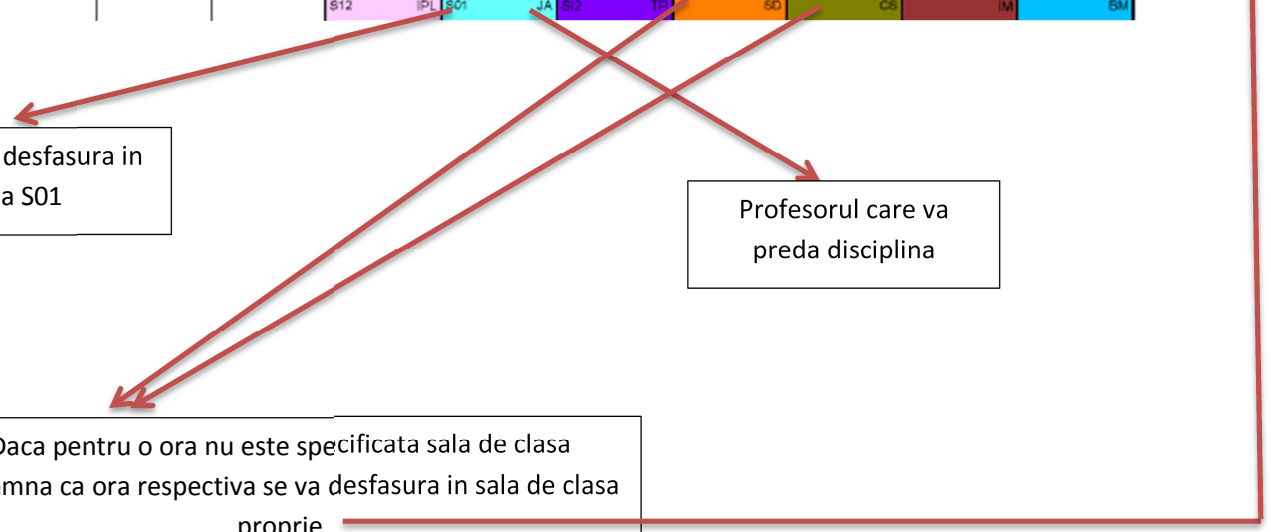 S12 IPL S01 JA SI2 TP SD CS IM BM
desfasura in
a S01
Profesorul care va
preda disciplina
Daca pentru o ora nu este specificata sala de clasa
mna ca ora respectiva se va desfasura in sala de clasa
proprie